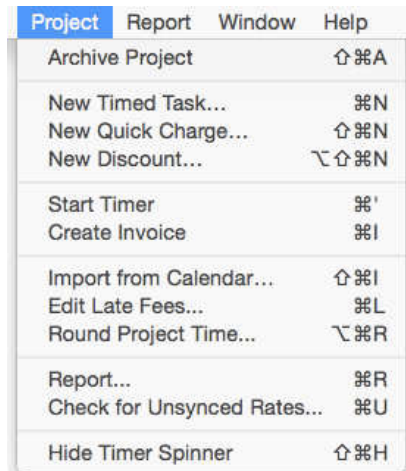 Project Report Window Help
Archive Project ⇧⌘A
New Timed Task... ⌘N
New Quick Charge... ⇧⌘N
New Discount... ⌥⇧⌘N
Start Timer ⌘'
Create Invoice ⌘I
Import from Calendar... ⇧⌘I
Edit Late Fees... ⌘L
Round Project Time... ⌥⌘R
Report... ⌘R
Check for Unsynced Rates... ⌘U
Hide Timer Spinner ⇧⌘H